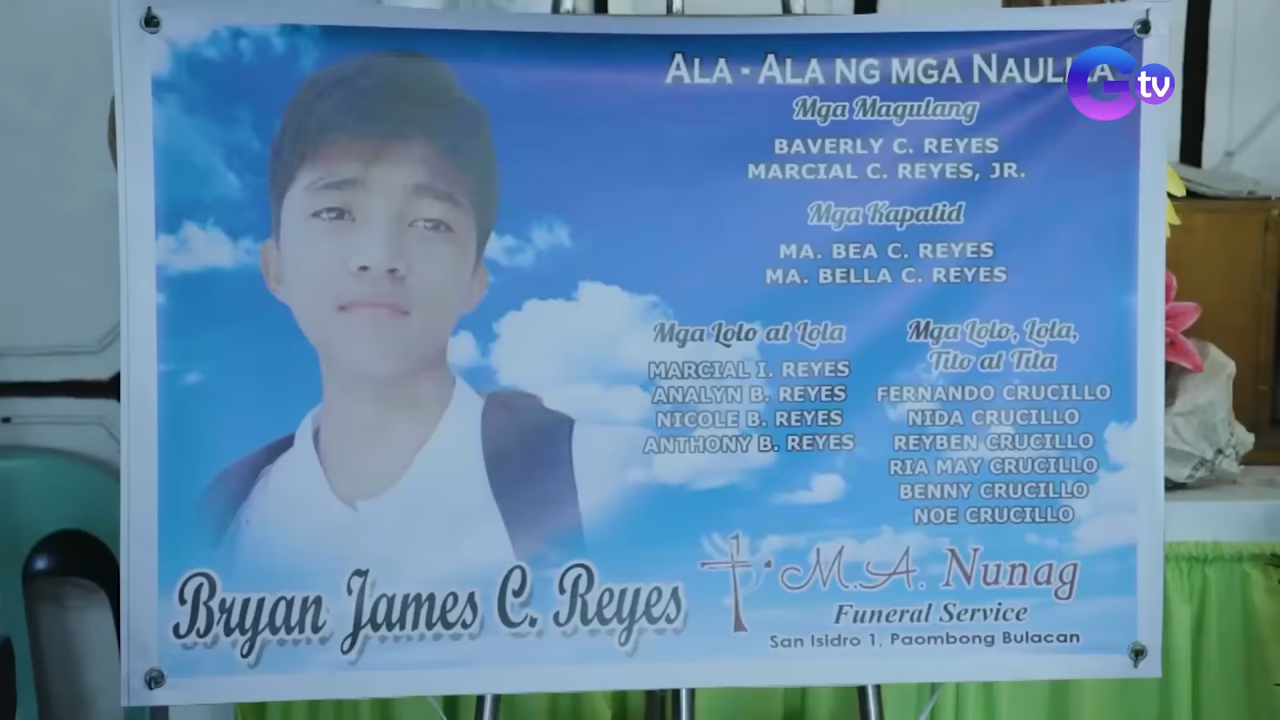 ALA - ALA NG MGA
G tv
Mga Magulang
BAVERLY C. REYES
MARCIAL C. REYES, JR.
Mga Kapatid
MA. BEA C. REYES
MA. BELLA C. REYES
Mga Lolo at Lola
MARCIAL I. REYES
ANALYN B. REYES
NICOLE B. REYES
ANTHONY B. REYES
Mga Lolo, Lola,
Tito at Tita
FERNANDO CRUCILLO
NIDA CRUCILLO
REYBEN CRUCILLO
RIA MAY CRUCILLO
BENNY CRUCILLO
NOE CRUCILLO
Bryan James C. Reyes
M.A. Nunag
Funeral Service
San Isidro 1, Paombong Bulacan